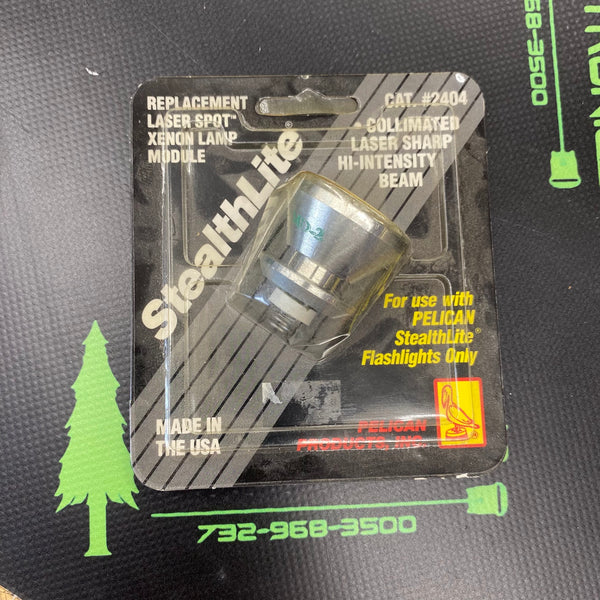 REPLACEMENT
LASER SPOT™
XENON LAMP
MODULE
CAT. #2404
COLLIMATED
LASER SHARP
HI-INTENSITY
BEAM
StealthLite®
For use with
PELICAN
StealthLite®
Flashlights Only
MADE IN
THE USA
PELICAN
PRODUCTS, INC.
732-968-3500